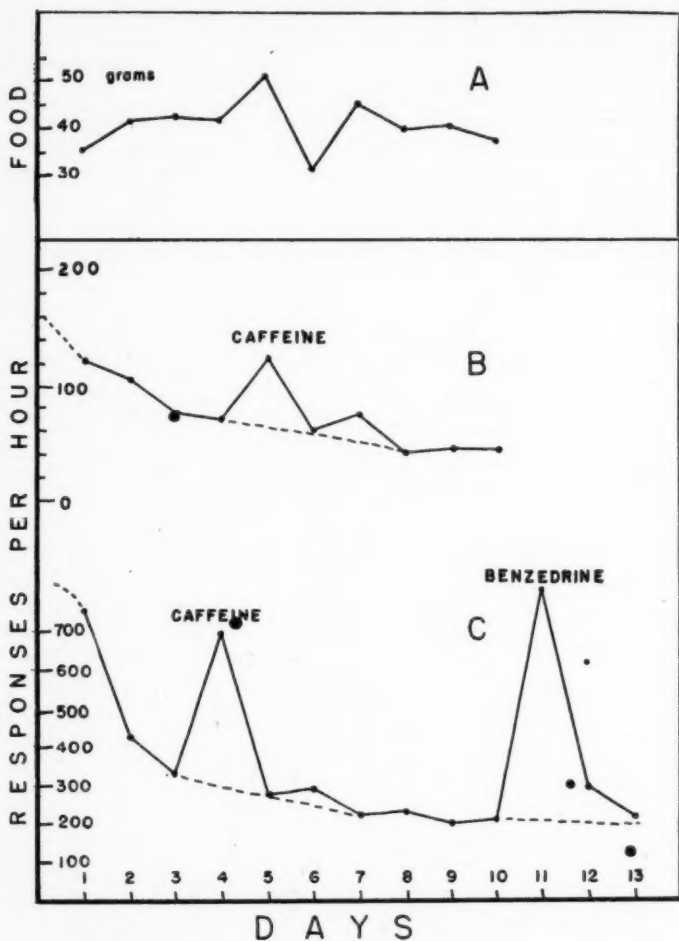 50 grams
A
40
30
FOOD
200
CAFFEINE
B
100
0
RESPONSES PER HOUR
BENZEDRINE
CAFFEINE
C
700
600
500
400
300
200
100
1 2 3 4 5 6 7 8 9 10 11 12 13
DAYS